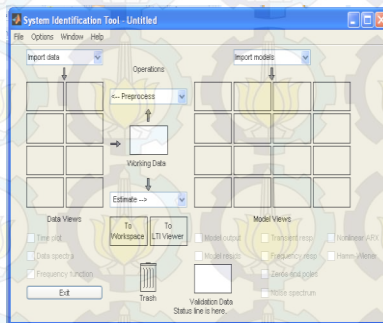 System Identification Tool - Untitled
File Options Window Help
Import data
Operations
Import models
<-- Preprocess
Working Data
Estimate -->
Data Views
To Workspace
To LTI Viewer
Model Views
Time plot
Data spectra
Frequency function
Model output
Model resids
Transient resp
Frequency resp
Zeros and poles
Noise spectrum
Nonlinear ARX
Hamm-Wiener
Exit
Trash
Validation Data
Status line is here.